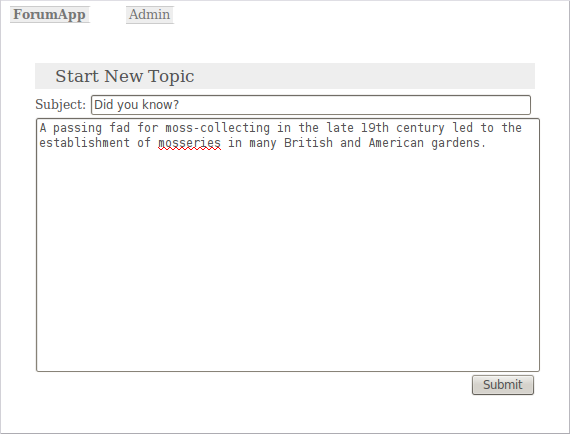 ForumApp Admin
Start New Topic
Subject: Did you know?
A passing fad for moss-collecting in the late 19th century led to the
establishment of mosseries in many British and American gardens.
Submit